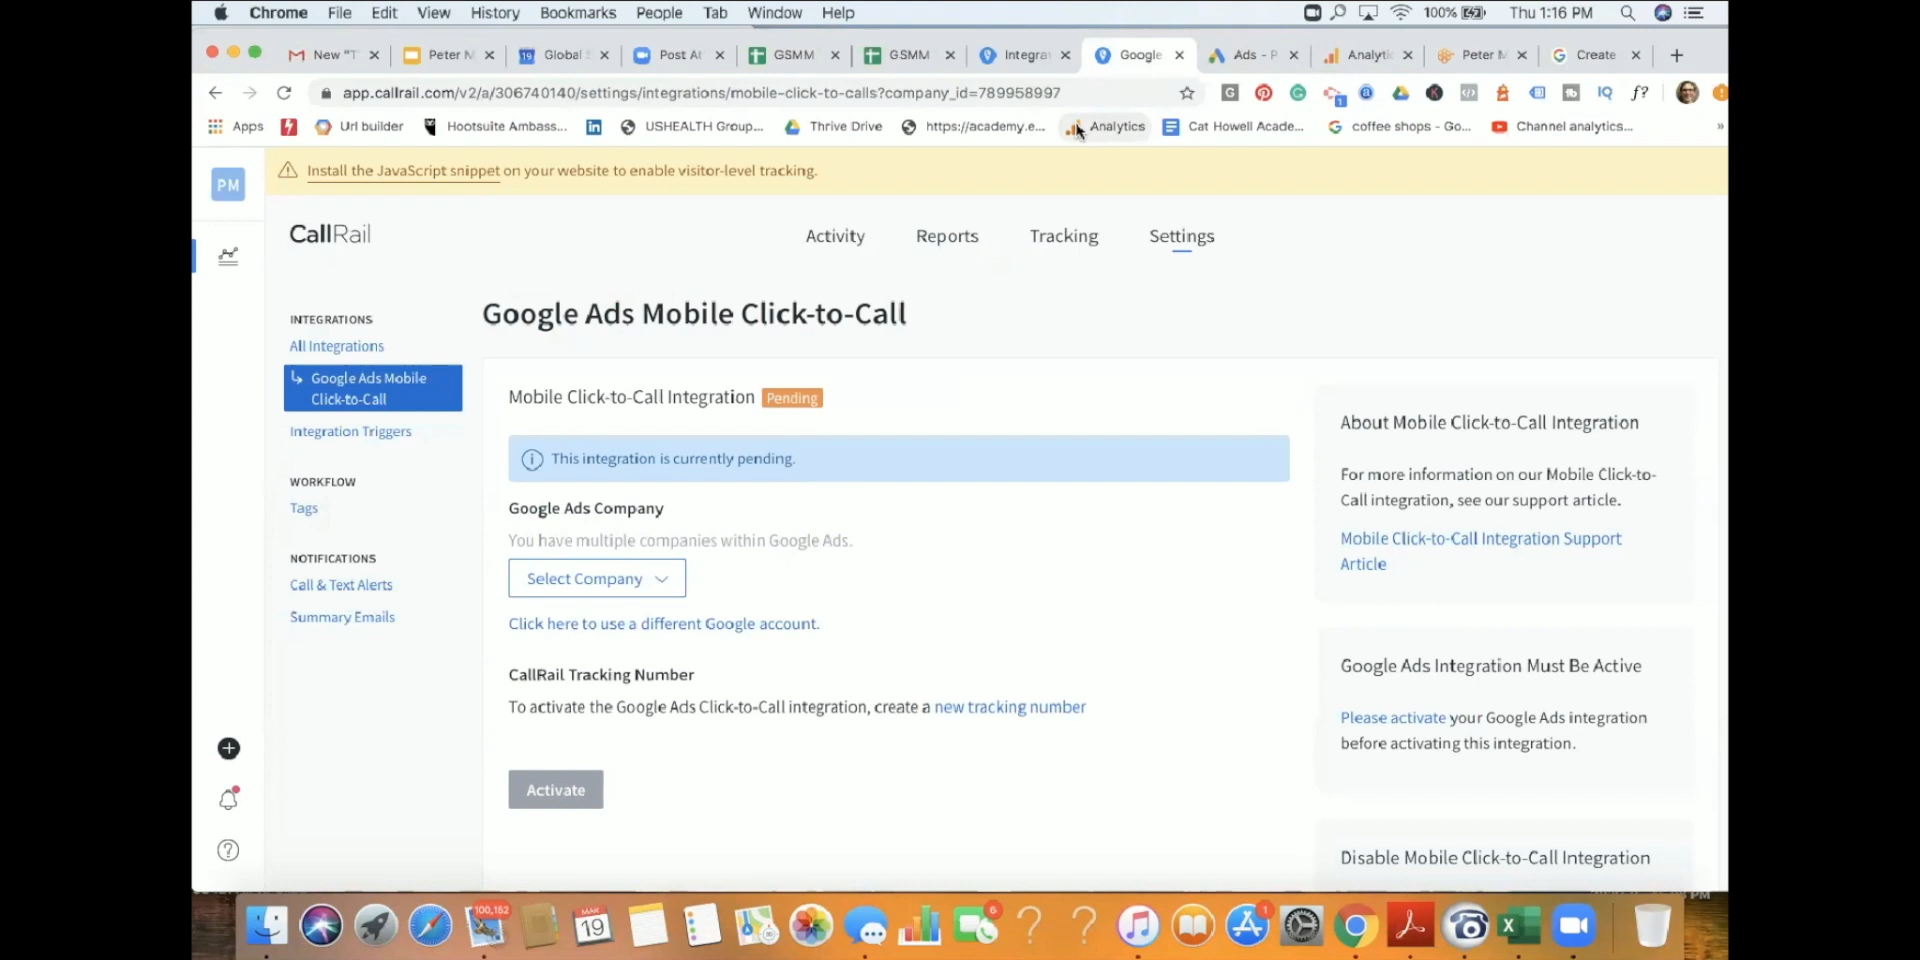 Chrome File Edit View History Bookmarks People Tab Window Help 100% Thu 1:16 PM
New "T Peter M Global S Post At GSMM GSMM Integrat Google Ads - P Analytic Peter M Create
app.callrail.com/v2/a/306740140/settings/integrations/mobile-click-to-calls?company_id=789958997
Apps Url builder Hootsuite Ambass... USHEALTH Group... Thrive Drive https://academy.e... Analytics Cat Howell Acade... coffee shops - Go... Channel analytics... »
PM
Install the JavaScript snippet on your website to enable visitor-level tracking.
CallRail
Activity Reports Tracking Settings
INTEGRATIONS
All Integrations
Google Ads Mobile
Click-to-Call
Integration Triggers
WORKFLOW
Tags
NOTIFICATIONS
Call & Text Alerts
Summary Emails
Google Ads Mobile Click-to-Call
Mobile Click-to-Call Integration Pending
This integration is currently pending.
Google Ads Company
You have multiple companies within Google Ads.
Select Company
Click here to use a different Google account.
CallRail Tracking Number
To activate the Google Ads Click-to-Call integration, create a new tracking number
Activate
About Mobile Click-to-Call Integration
For more information on our Mobile Click-to-
Call integration, see our support article.
Mobile Click-to-Call Integration Support
Article
Google Ads Integration Must Be Active
Please activate your Google Ads integration
before activating this integration.
Disable Mobile Click-to-Call Integration
100,152
MAR
19
6
1